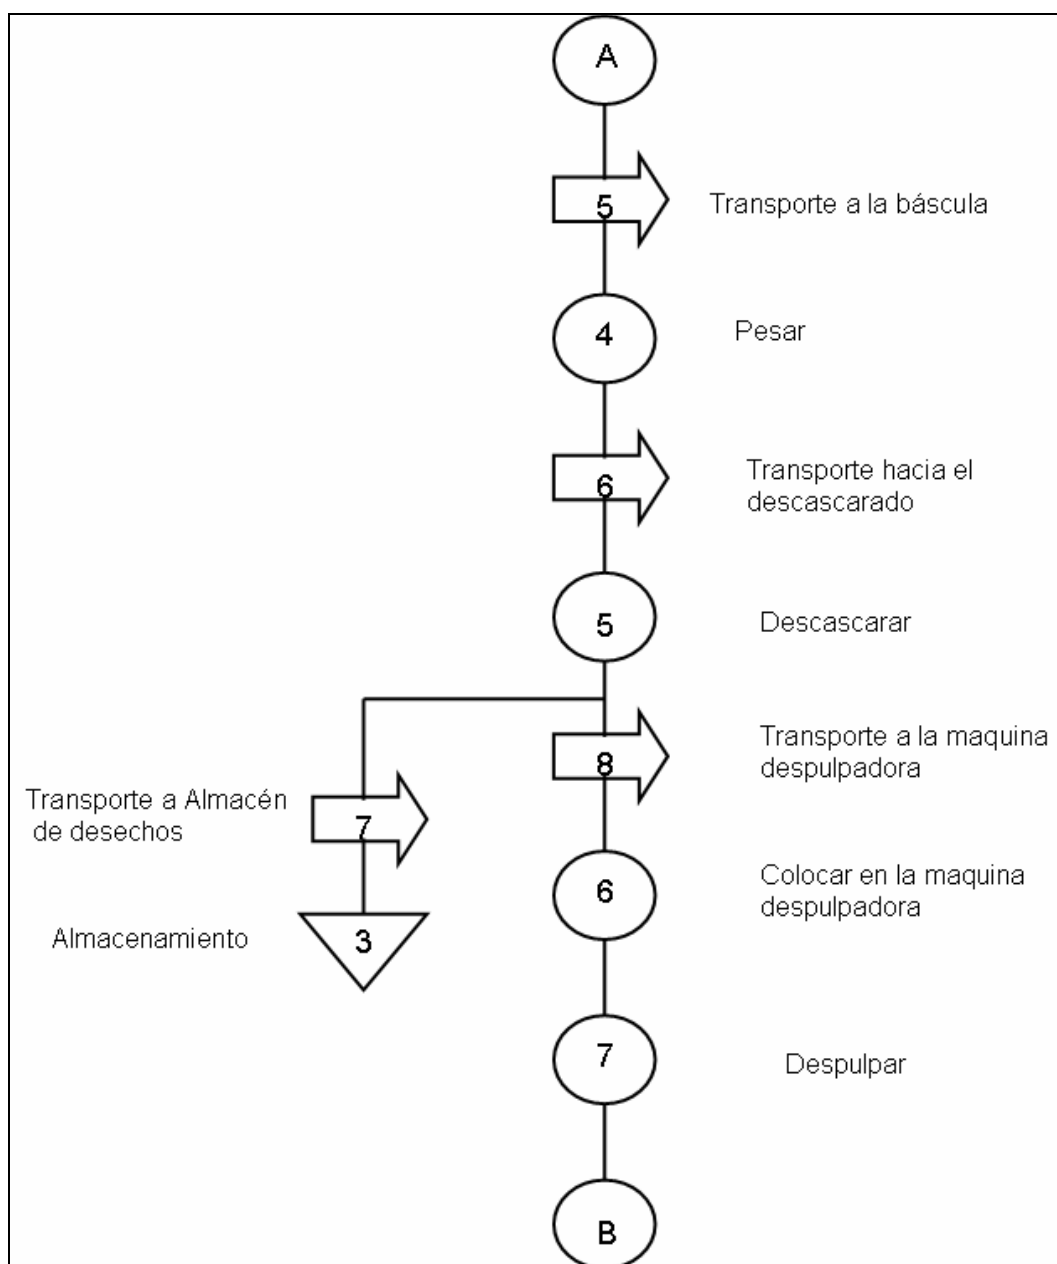 A
5
Transporte a la báscula
4
Pesar
6
Transporte hacia el
descascarado
5
Descascarar
8
Transporte a la maquina
despulpadora
Transporte a Almacén
de desechos
7
6
Colocar en la maquina
despulpadora
Almacenamiento
3
7
Despulpar
B